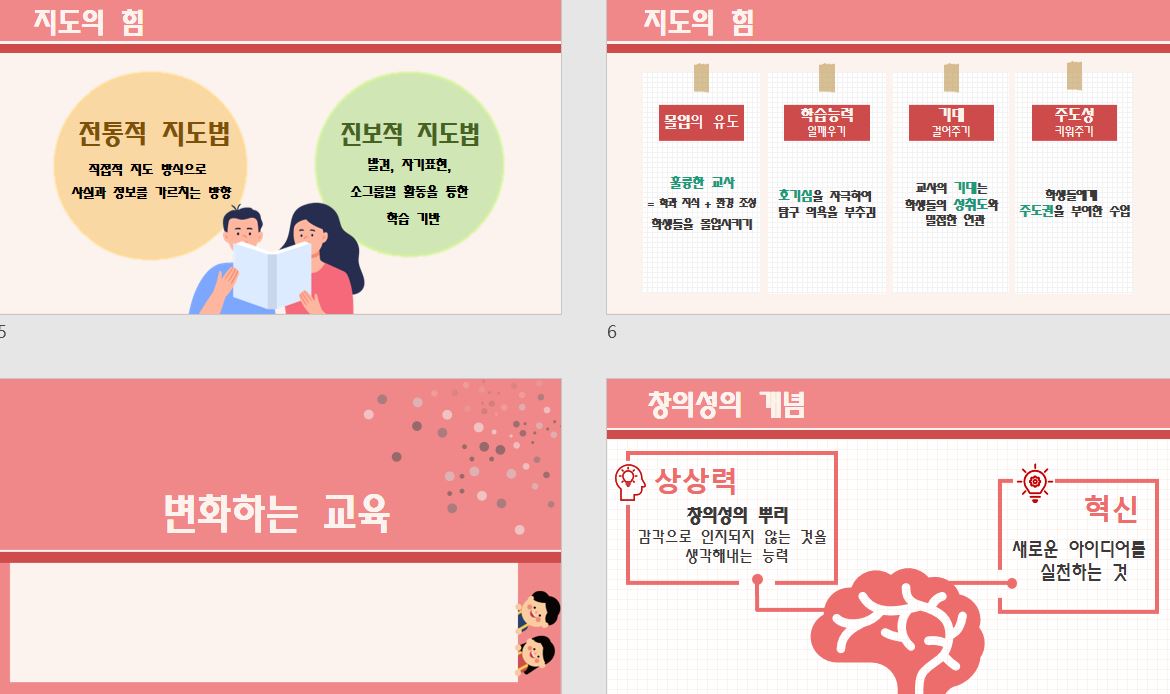 지도의 힘
전통적 지도법
직접적 지도 방식으로
사실과 정보를 가르치는 방향
진보적 지도법
발견, 자기표현,
소그룹별 활동을 통한
학습 기반
5
지도의 힘
몰입의 유도
훌륭한 교사
= 학과 지식 + 환경 조성
학생들을 몰입시키기
학습능력
일깨우기
호기심을 자극하여
탐구 의욕을 부추김
기대
걸어주기
교사의 기대는
학생들의 성취도와
밀접한 연관
주도성
키워주기
학생들에게
주도권을 부여한 수업
6
변화하는 교육
창의성의 개념
상상력
창의성의 뿌리
감각으로 인지되지 않는 것을
생각해내는 능력
혁신
새로운 아이디어를
실천하는 것